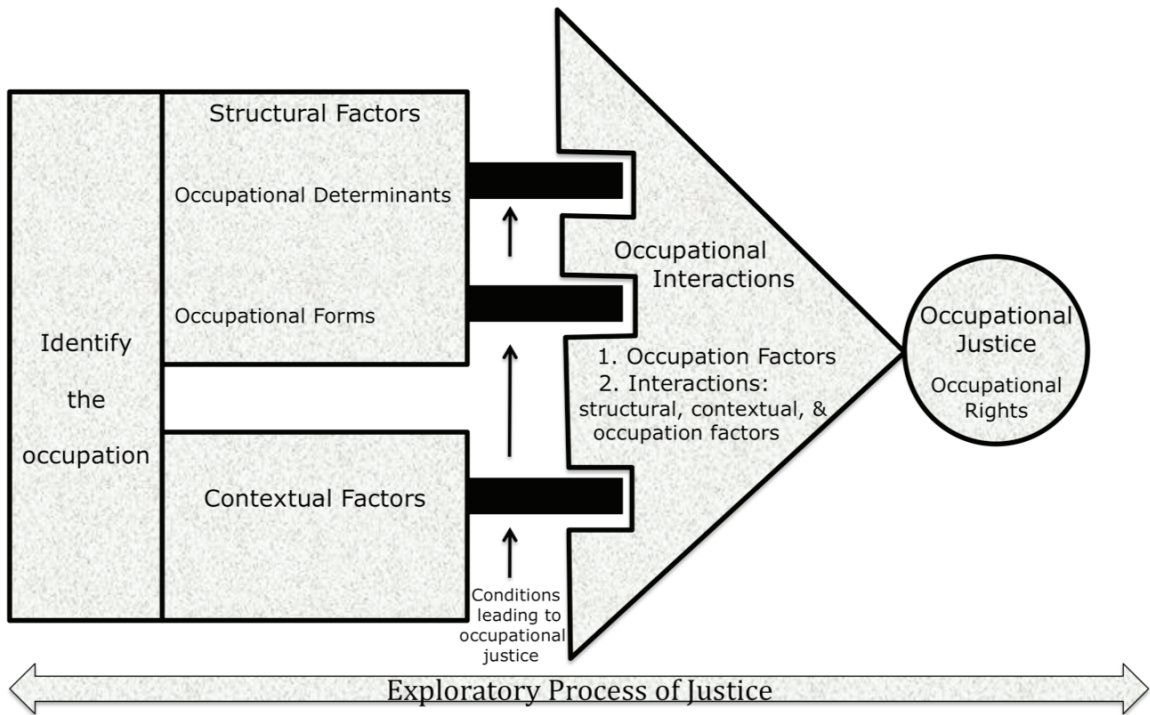 Identify
the
occupation
Structural Factors
Occupational Determinants
Occupational Forms
Contextual Factors
Conditions
leading to
occupational
justice
Occupational
Interactions
1. Occupation Factors
2. Interactions:
structural, contextual, &
occupation factors
Occupational
Justice
Occupational
Rights
Exploratory Process of Justice